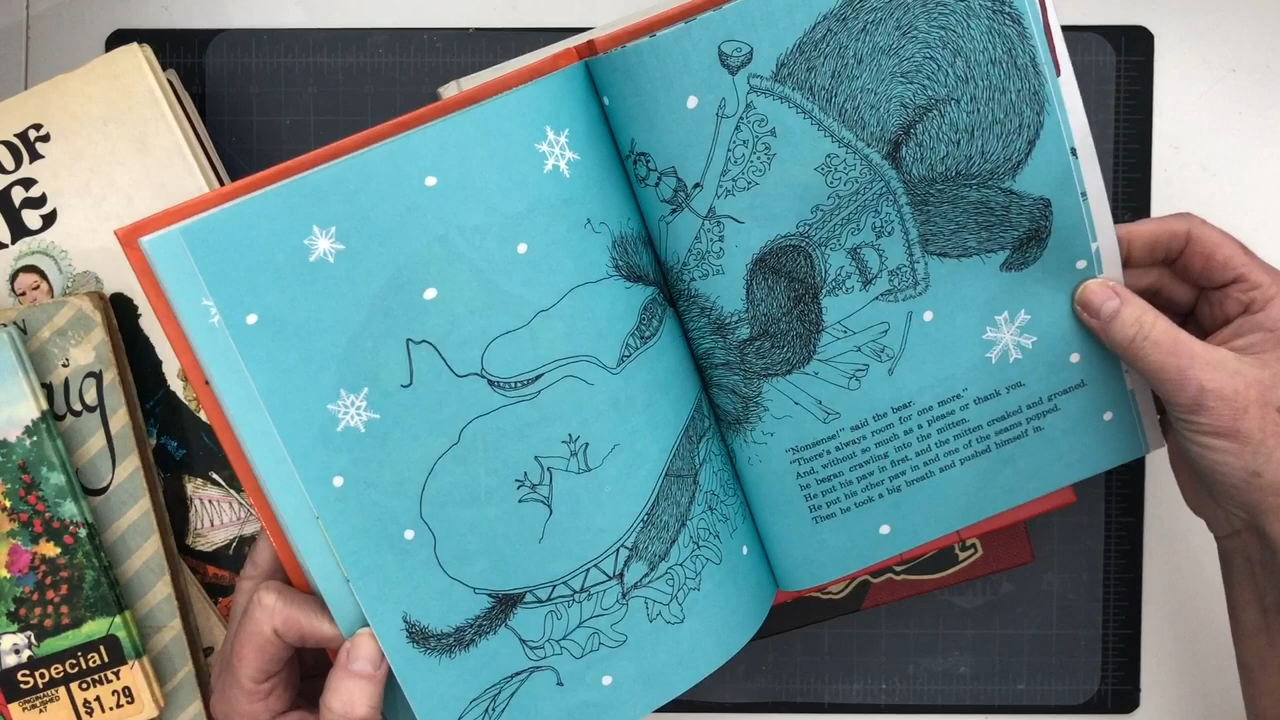 OF
E
aig
Special
ORIGINALLY
PUBLISHED
AT
ONLY
$1.29
"Nonsense!" said the bear.
"There's always room for one more."
And, without so much as a please or thank you,
he began crawling into the mitten.
He put his paw in first, and the mitten creaked and groaned.
He put his other paw in and one of the seams popped.
Then he took a big breath and pushed himself in.